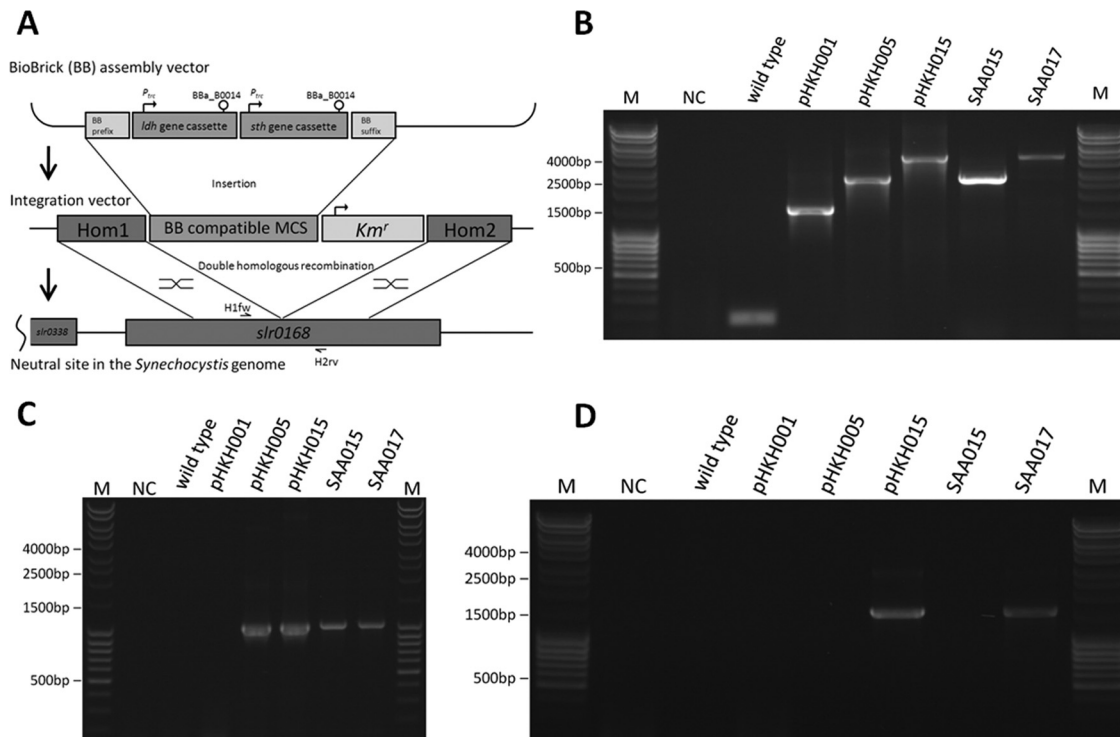 A
BioBrick (BB) assembly vector
Ptrc
BBa_B0014
Ptrc
BBa_B0014
BB prefix
ldh gene cassette
sth gene cassette
BB suffix
Insertion
Integration vector
Hom1
BB compatible MCS
Kmʳ
Hom2
Double homologous recombination
H1fw
slr0338
slr0168
H2rv
Neutral site in the Synechocystis genome
B
M
NC
wild type
pHKH001
pHKH005
pHKH015
SAA015
SAA017
M
4000bp
2500bp
1500bp
500bp
C
M
NC
wild type
pHKH001
pHKH005
pHKH015
SAA015
SAA017
M
4000bp
2500bp
1500bp
500bp
D
M
NC
wild type
pHKH001
pHKH005
pHKH015
SAA015
SAA017
M
4000bp
2500bp
1500bp
500bp